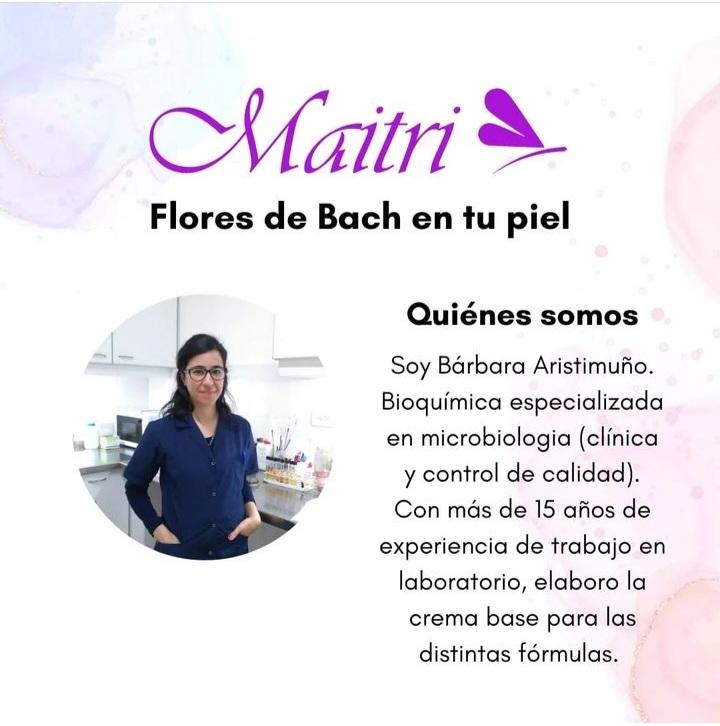 Maitri
Flores de Bach en tu piel
Quiénes somos
Soy Bárbara Aristimuño.
Bioquímica especializada
en microbiologia (clínica
y control de calidad).
Con más de 15 años de
experiencia de trabajo en
laboratorio, elaboro la
crema base para las
distintas fórmulas.